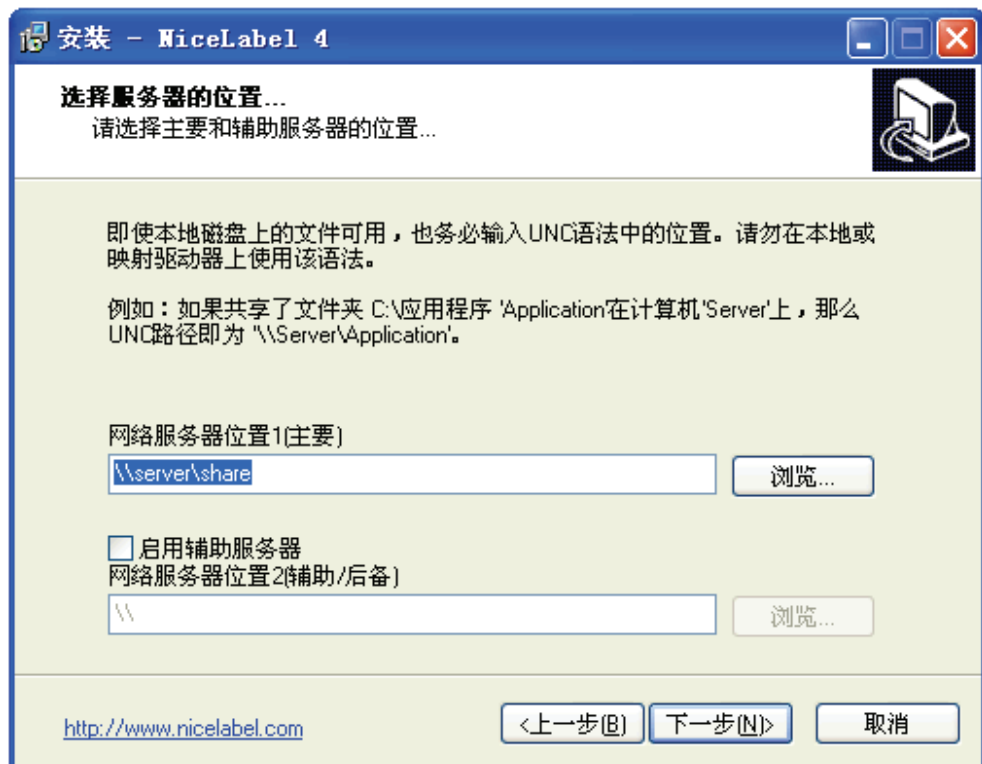 安装 - NiceLabel 4
选择服务器的位置...
请选择主要和辅助服务器的位置...
即使本地磁盘上的文件可用，也务必输入UNC语法中的位置。请勿在本地或
映射驱动器上使用该语法。
例如：如果共享了文件夹 C:\应用程序 'Application'在计算机'Server'上，那么
UNC路径即为 '\\Server\Application'。
网络服务器位置1(主要)
\\server\share
浏览...
启用辅助服务器
网络服务器位置2(辅助/后备)
\\
浏览...
http://www.nicelabel.com
<上一步(B)
下一步(N)>
取消